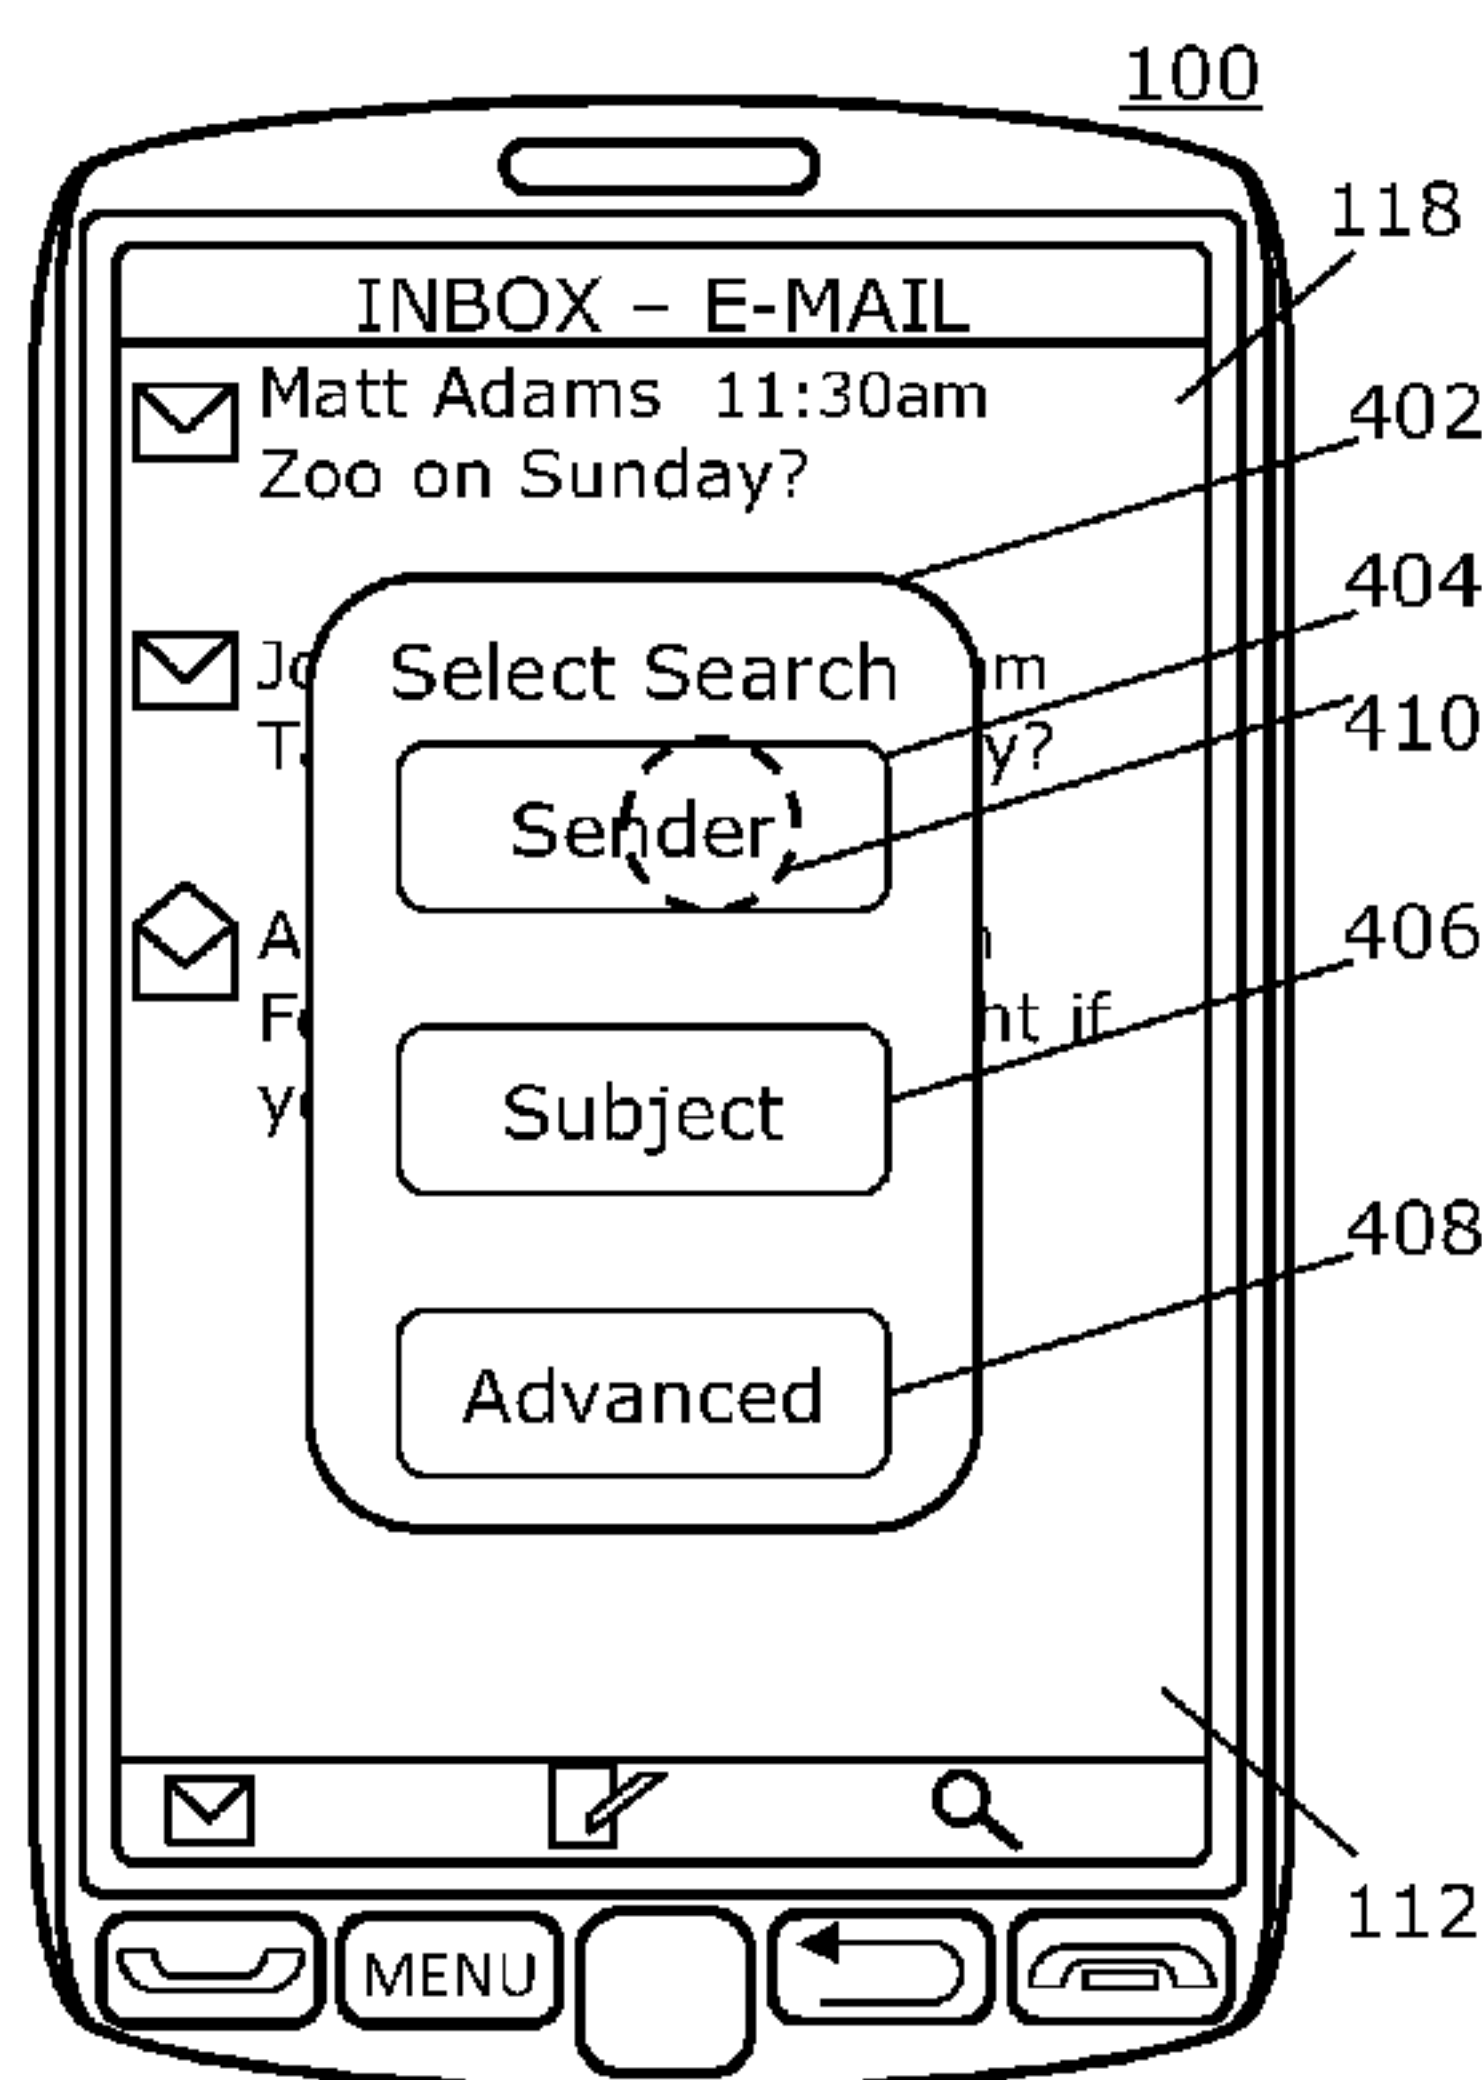 100
118
INBOX – E-MAIL
Matt Adams 11:30am
Zoo on Sunday?
402
404
Select Search
410
Sender
406
Subject
408
Advanced
112
MENU